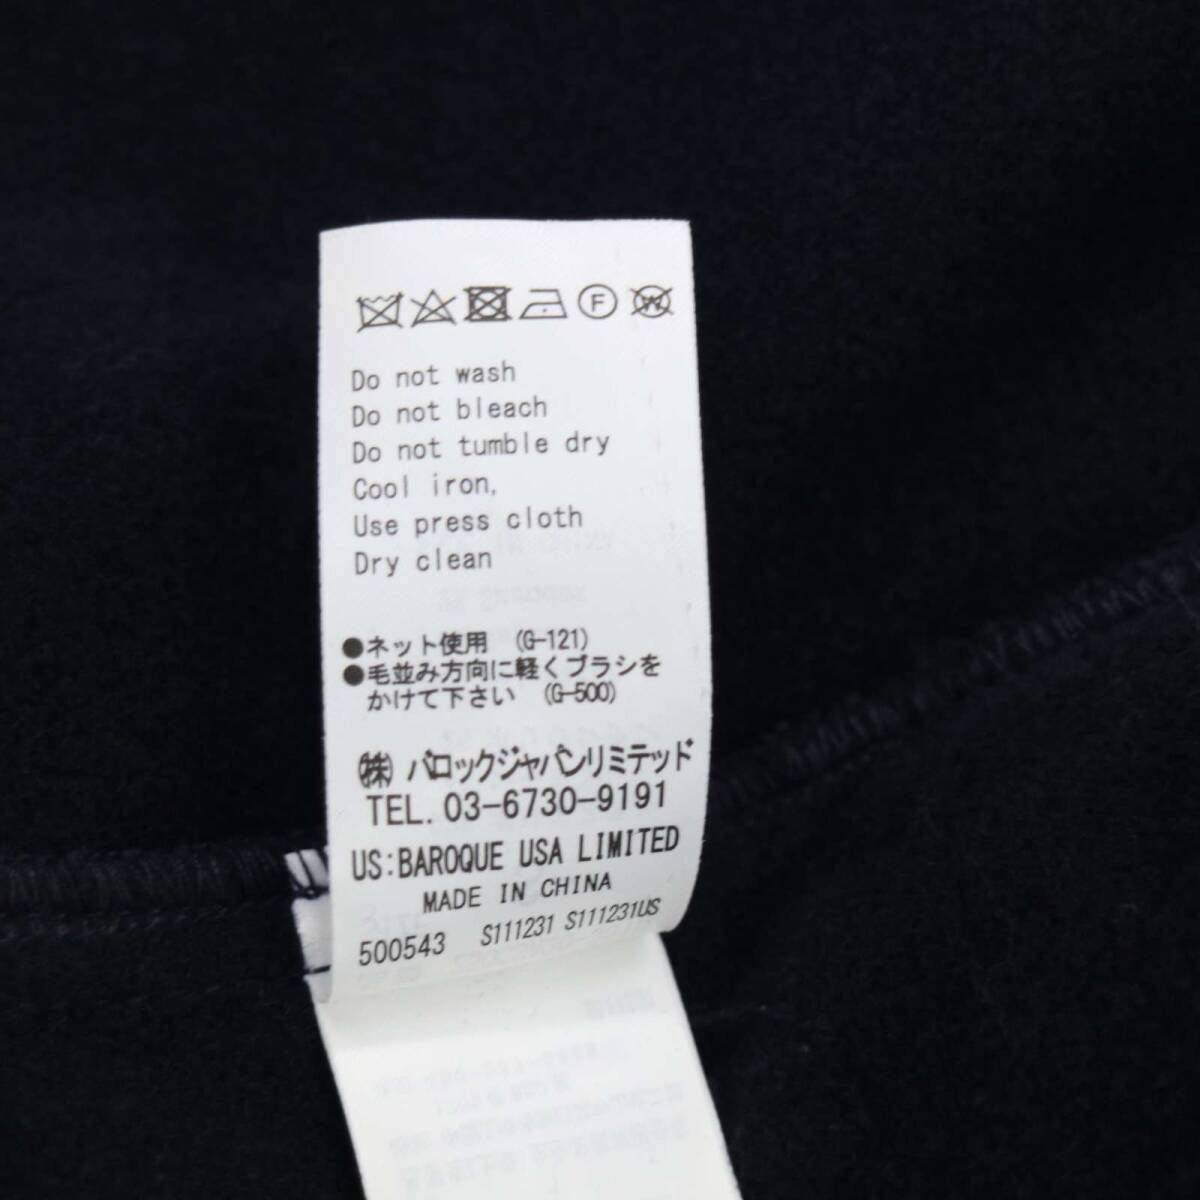 F W
Do not wash
Do not bleach
Do not tumble dry
Cool iron,
Use press cloth
Dry clean
●ネット使用 (G-121)
●毛並み方向に軽くブラシを
かけて下さい (G-500)
㈱ バロックジャパンリミテッド
TEL. 03-6730-9191
US:BAROQUE USA LIMITED
MADE IN CHINA
500543 S111231 S111231US